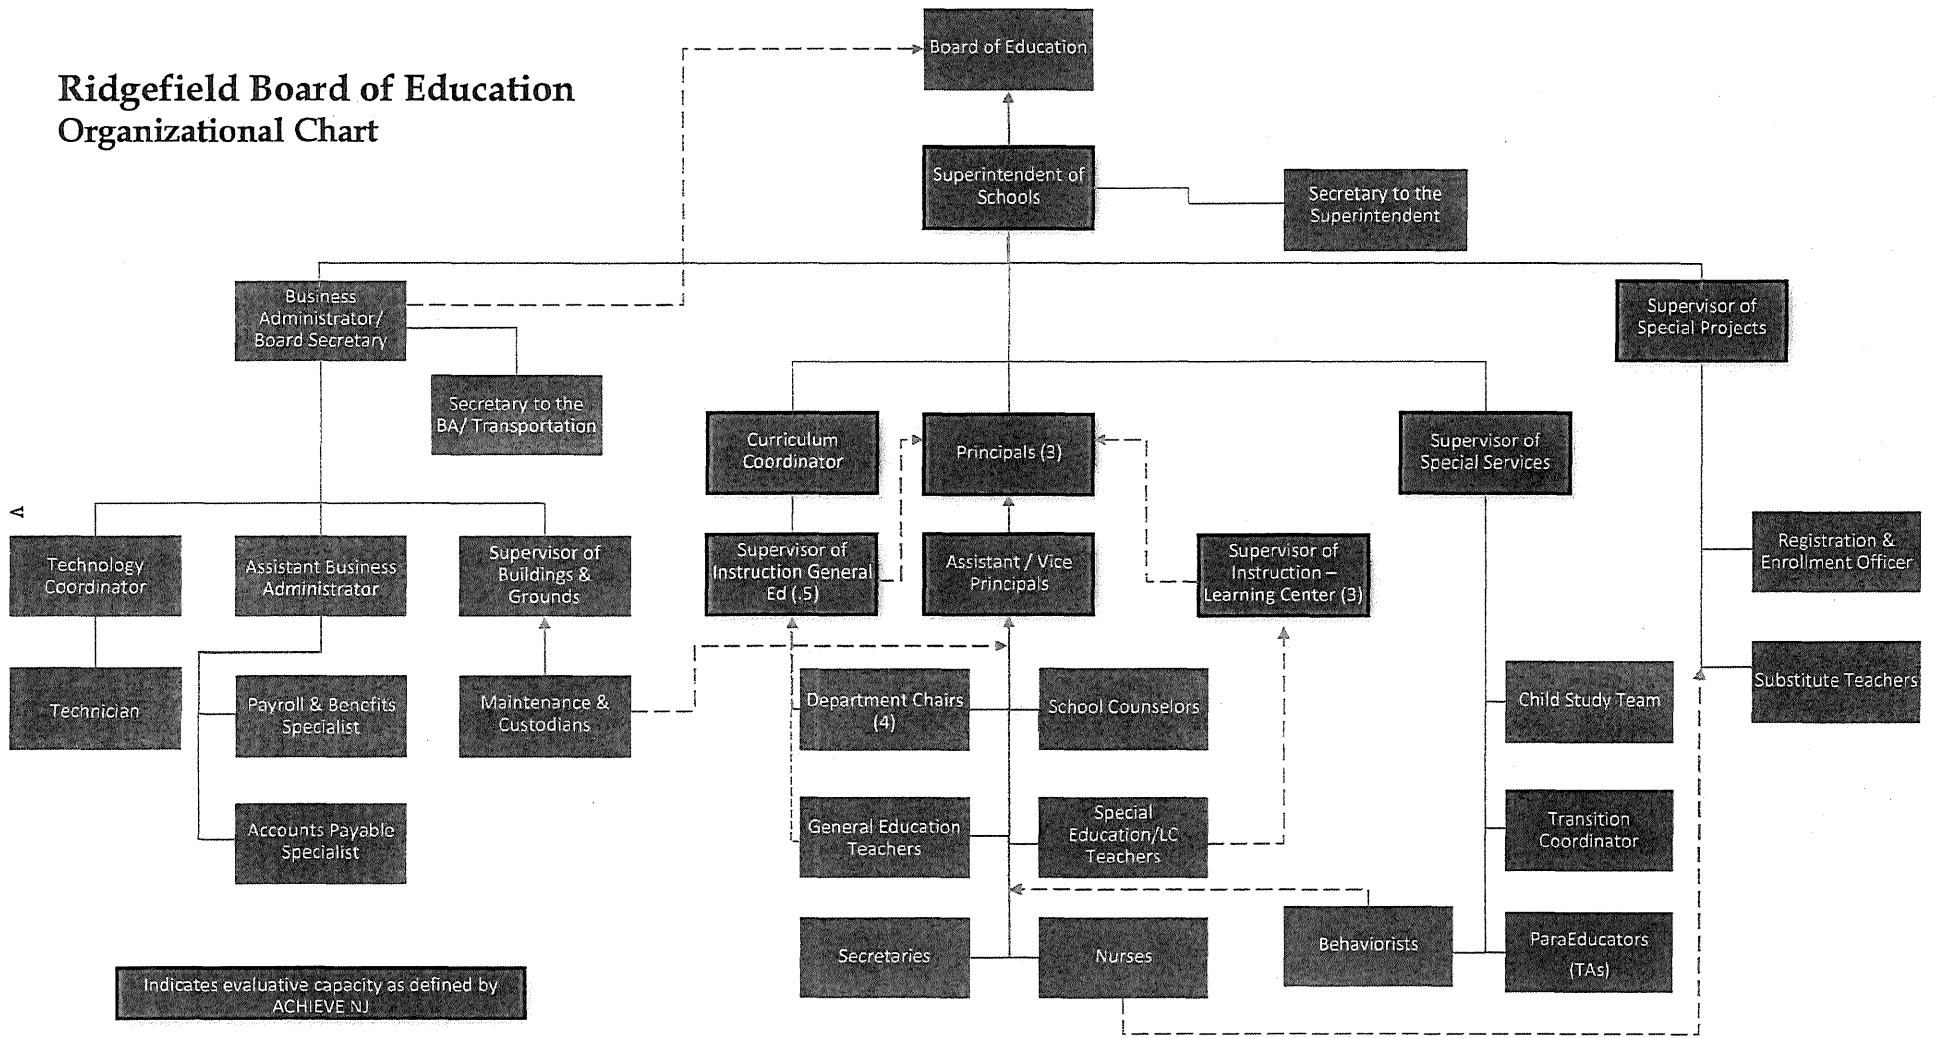 Ridgefield Board of Education
Organizational Chart
Board of Education
Superintendent of
Schools
Secretary to the
Superintendent
Business
Administrator/
Board Secretary
Supervisor of
Special Projects
Secretary to the
BA/ Transportation
Curriculum
Coordinator
Principals (3)
Supervisor of
Special Services
Technology
Coordinator
Assistant Business
Administrator
Supervisor of
Buildings &
Grounds
Supervisor of
Instruction General
Ed (.5)
Assistant / Vice
Principals
Supervisor of
Instruction –
Learning Center (3)
Registration &
Enrollment Officer
Technician
Payroll & Benefits
Specialist
Maintenance &
Custodians
Department Chairs
(4)
School Counselors
Child Study Team
Substitute Teachers
Accounts Payable
Specialist
General Education
Teachers
Special
Education/LC
Teachers
Transition
Coordinator
Secretaries
Nurses
Behaviorists
ParaEducators
(TAs)
Indicates evaluative capacity as defined by
ACHIEVE NJ